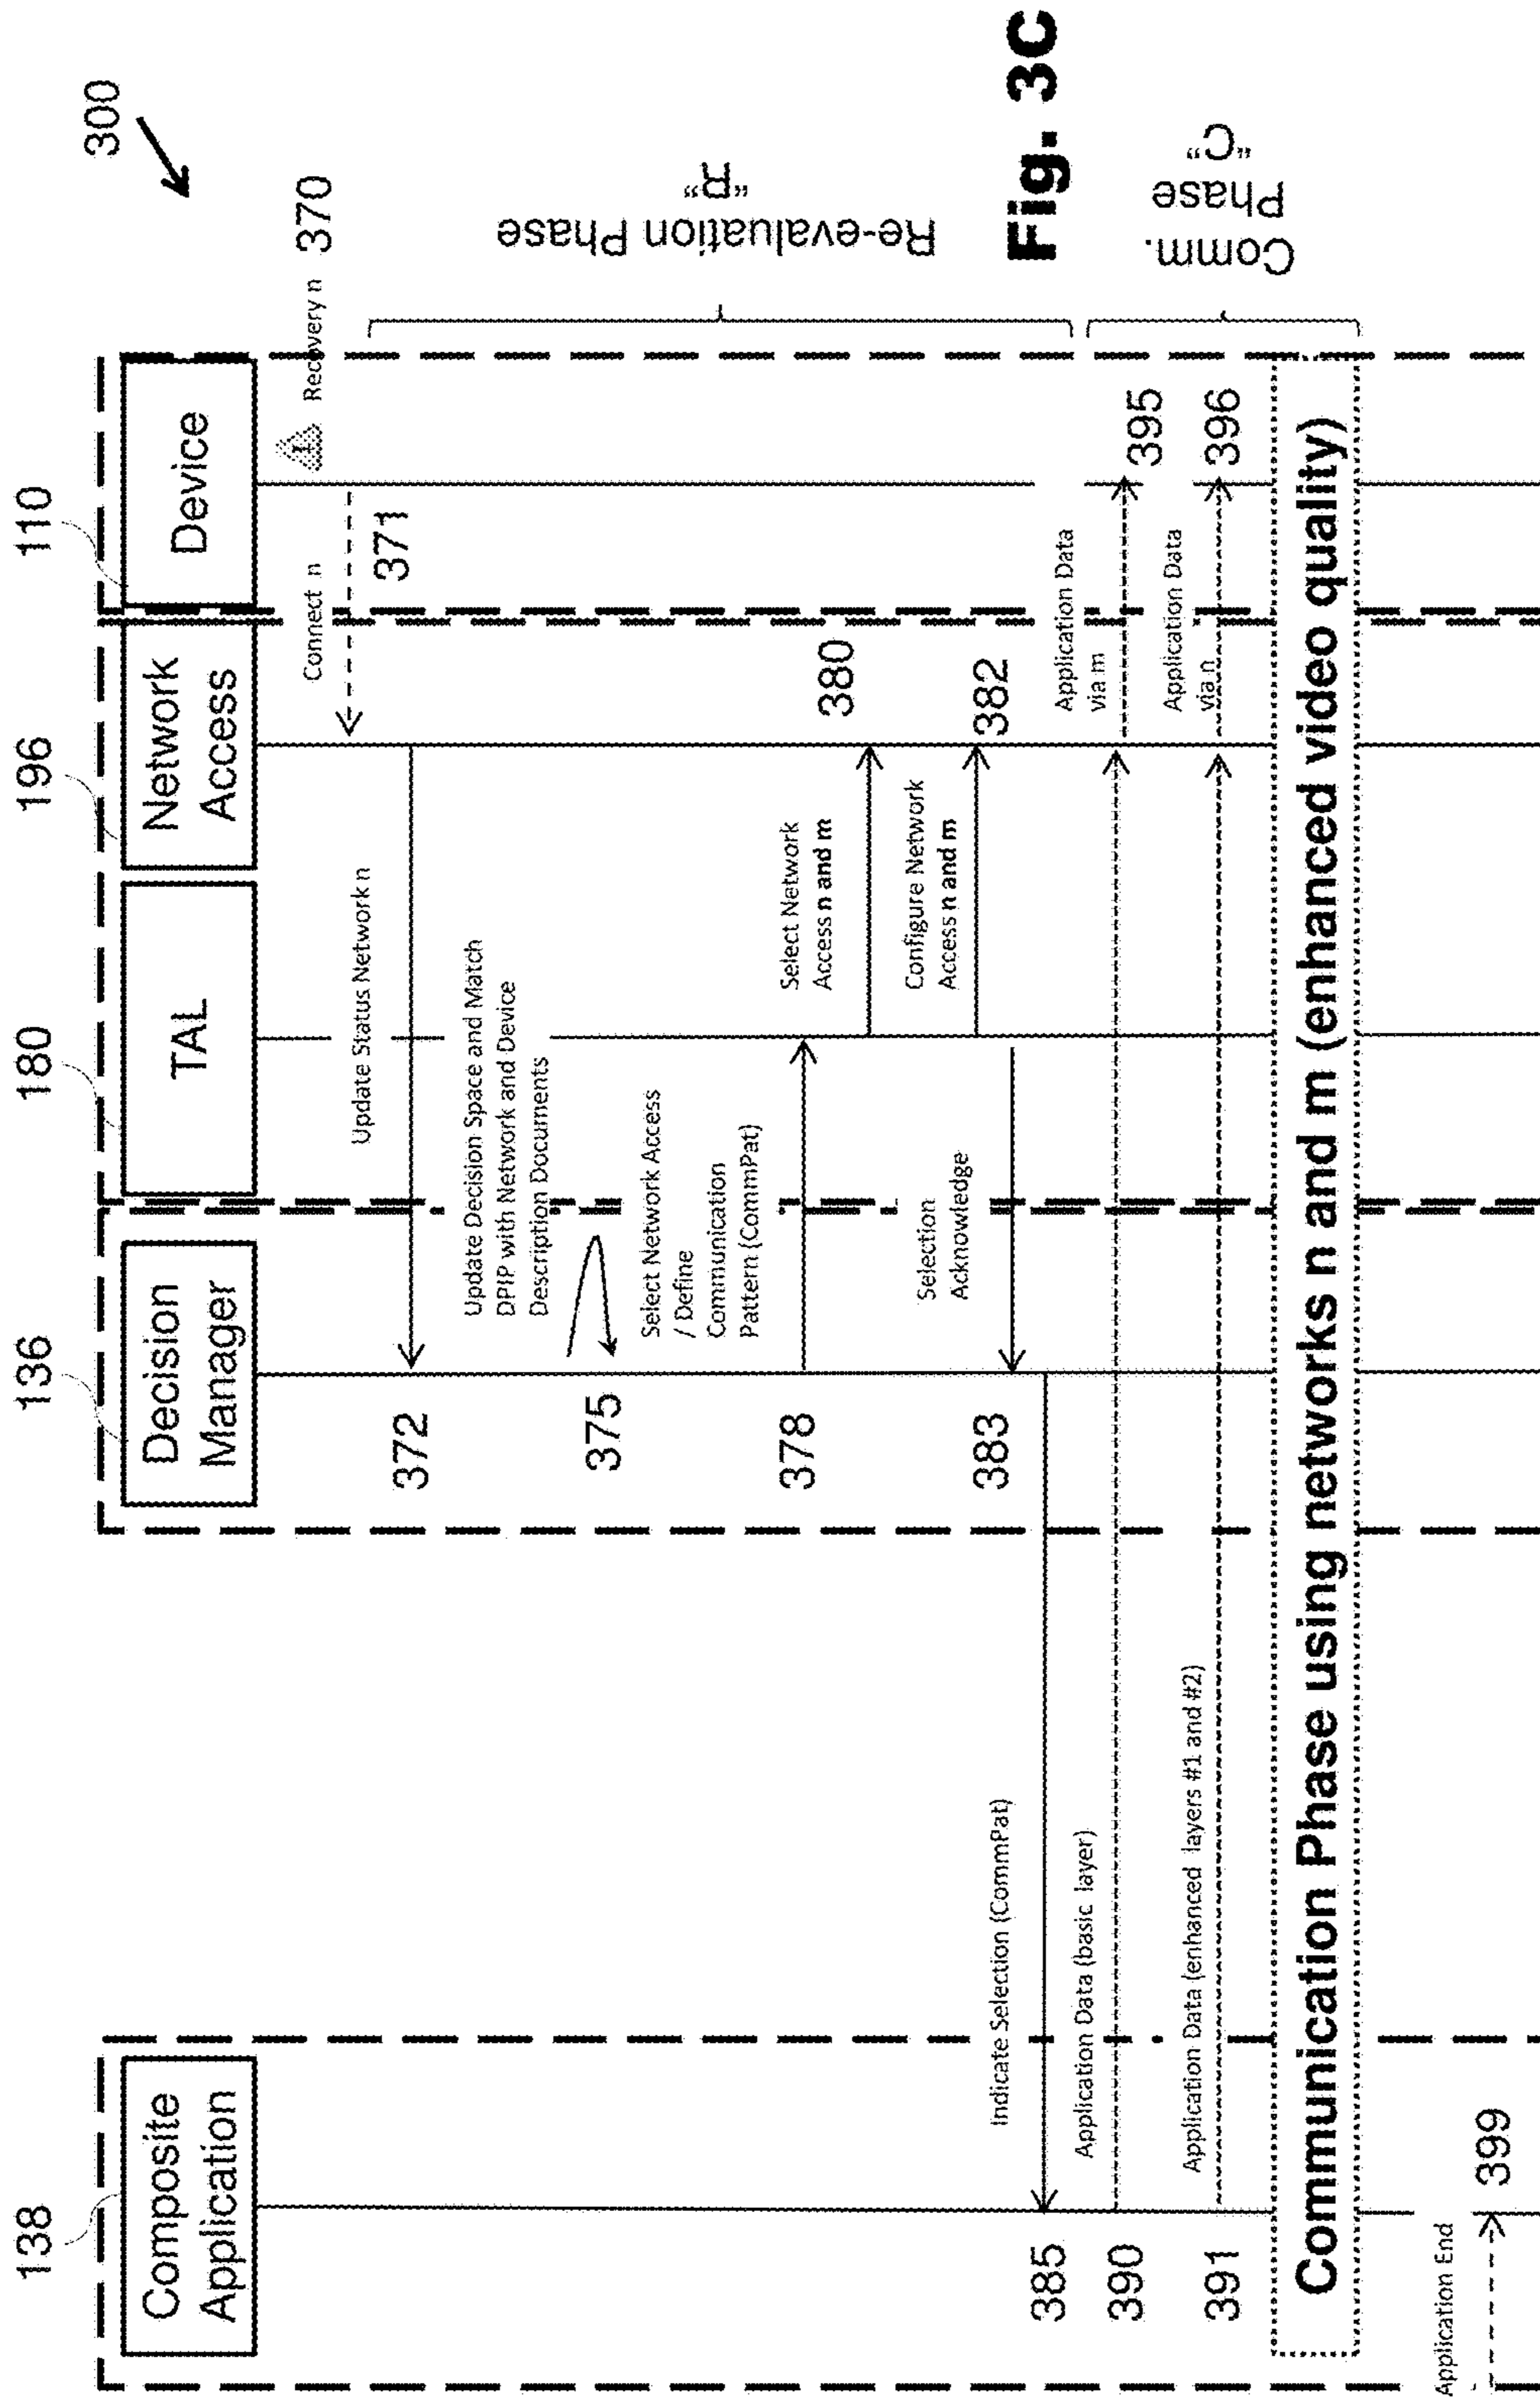 300
138
136
180
196
110
Composite
Application
Decision
Manager
TAL
Network
Access
Device
Recovery n
370
Connect n
371
Update Status Network n
372
Update Decision Space and Match
DPIP with Network and Device
Description Documents
375
Select Network Access
/ Define
Communication
Pattern (CommPat)
378
Select Network
Access n and m
380
Configure Network
Access n and m
382
Selection
Acknowledge
383
Indicate Selection (CommPat)
385
Application Data (basic layer)
390
Application Data
via m
395
Application Data (enhanced layers #1 and #2)
391
Application Data
via n
396
Communication Phase using networks n and m (enhanced video quality)
Application End
399
Re-evaluation Phase
"R"
Comm.
Phase
"C"
Fig. 3C